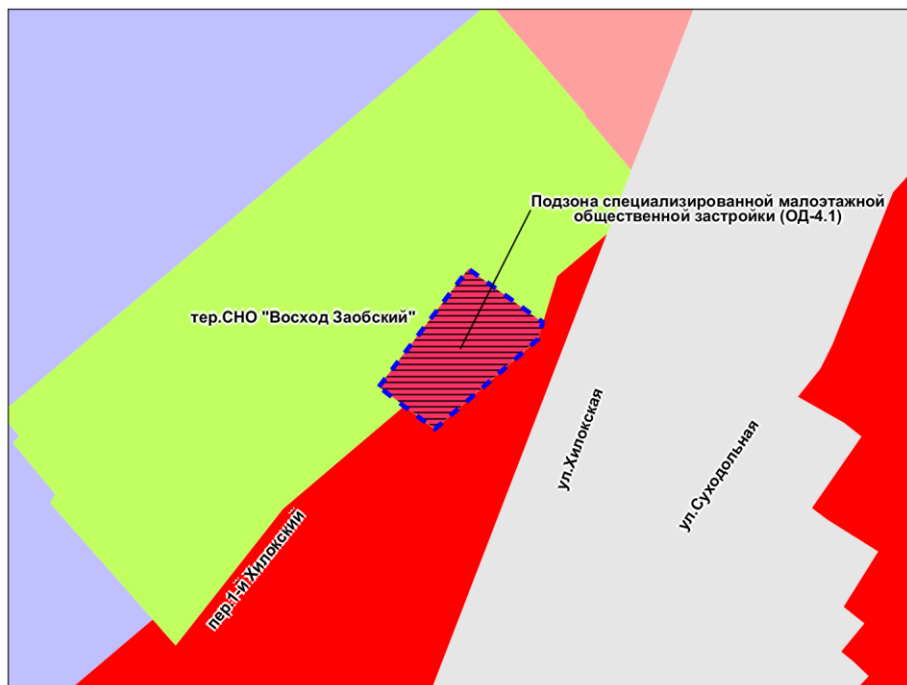 Подзона специализированной малоэтажной
общественной застройки (ОД-4.1)
тер.СНО "Восход Заобский"
ул.Хилокская
ул.Суходольная
пер.1-й Хилокский